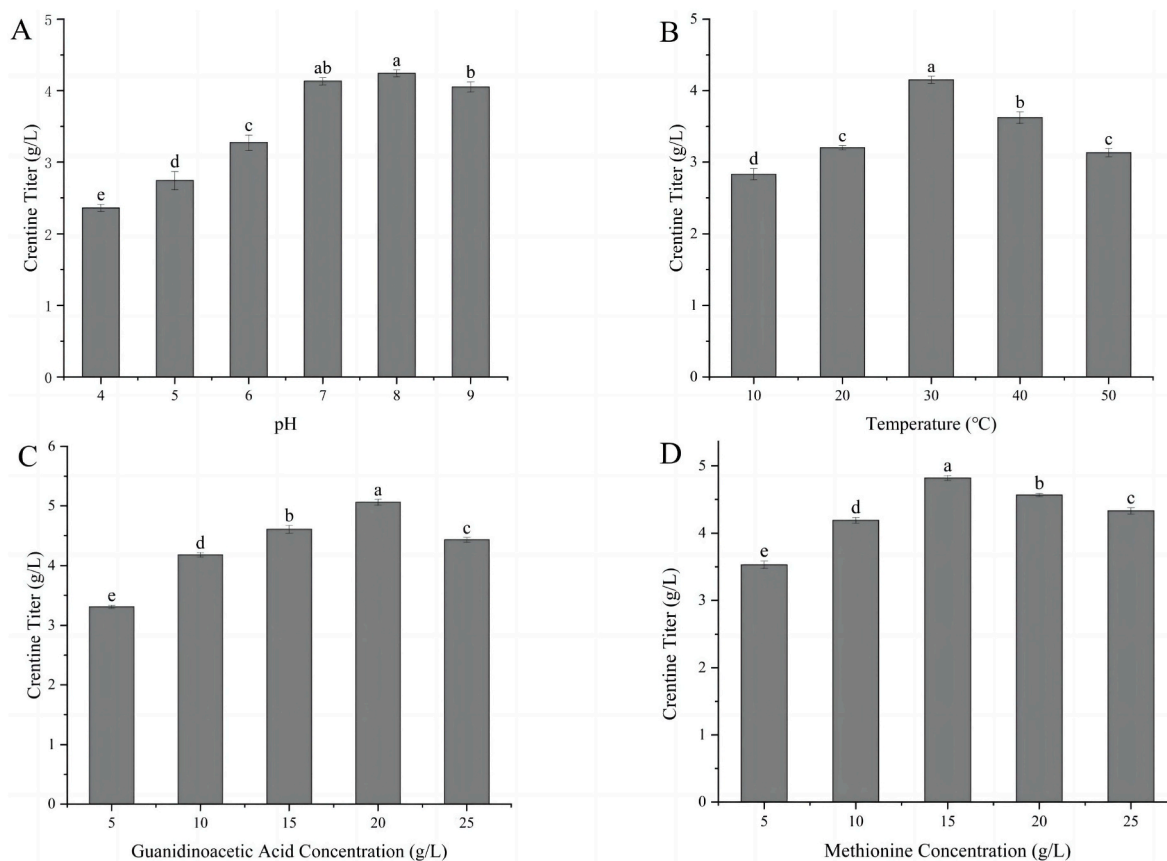 A
Crentine Titer (g/L)
5
4
3
2
1
0
e
d
c
ab
a
b
4 5 6 7 8 9
pH
B
Crentine Titer (g/L)
5
4
3
2
1
0
d
c
a
b
c
10 20 30 40 50
Temperature (°C)
C
Crentine Titer (g/L)
6
5
4
3
2
1
0
e
d
b
a
c
5 10 15 20 25
Guanidinoacetic Acid Concentration (g/L)
D
Crentine Titer (g/L)
5
4
3
2
1
0
e
d
a
b
c
5 10 15 20 25
Methionine Concentration (g/L)